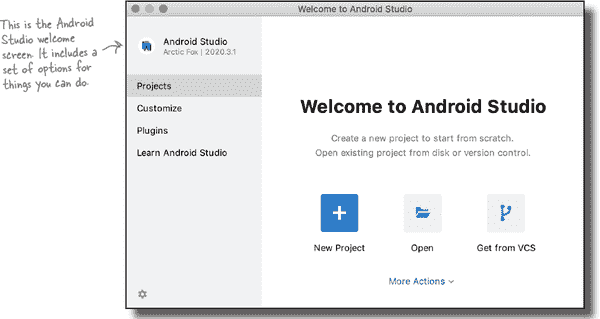 This is the Android
Studio welcome
screen. It includes a
set of options for
things you can do.
Welcome to Android Studio
Android Studio
Arctic Fox | 2020.3.1
Projects
Customize
Plugins
Learn Android Studio
Welcome to Android Studio
Create a new project to start from scratch.
Open existing project from disk or version control.
New Project
Open
Get from VCS
More Actions